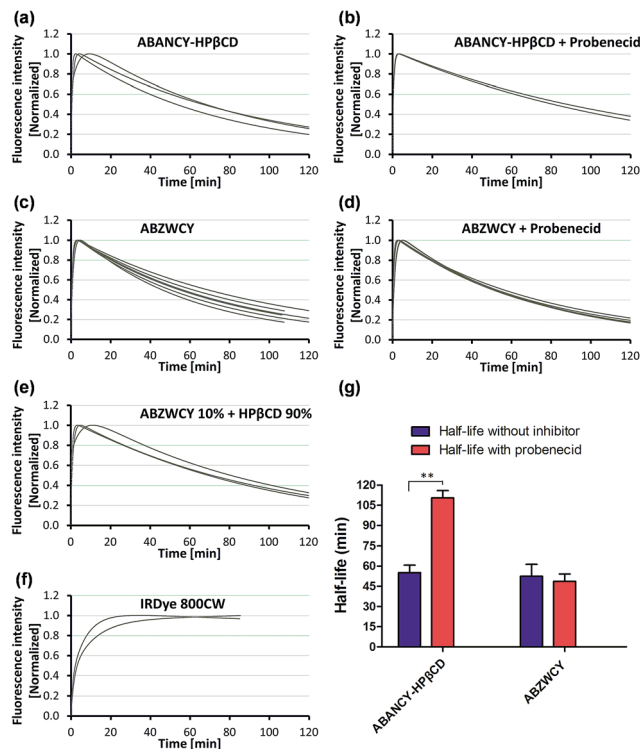 (a)
ABANCY-HPβCD
Fluorescence intensity
[Normalized]
1.2
1.0
0.8
0.6
0.4
0.2
0.0
0 20 40 60 80 100 120
Time [min]
(b)
ABANCY-HPβCD + Probenecid
Fluorescence intensity
[Normalized]
1.2
1.0
0.8
0.6
0.4
0.2
0.0
0 20 40 60 80 100 120
Time [min]
(c)
ABZWCY
Fluorescence intensity
[Normalized]
1.2
1.0
0.8
0.6
0.4
0.2
0.0
0 20 40 60 80 100 120
Time [min]
(d)
ABZWCY + Probenecid
Fluorescence intensity
[Normalized]
1.2
1.0
0.8
0.6
0.4
0.2
0.0
0 20 40 60 80 100 120
Time [min]
(e)
ABZWCY 10% + HPβCD 90%
Fluorescence intensity
[Normalized]
1.2
1.0
0.8
0.6
0.4
0.2
0.0
0 20 40 60 80 100 120
Time [min]
(f)
IRDye 800CW
Fluorescence intensity
[Normalized]
1.2
1.0
0.8
0.6
0.4
0.2
0.0
0 20 40 60 80 100 120
Time [min]
(g)
Half-life without inhibitor
Half-life with probenecid
Half-life (min)
120
105
90
75
60
45
30
15
0
**
ABANCY-HPβCD
ABZWCY